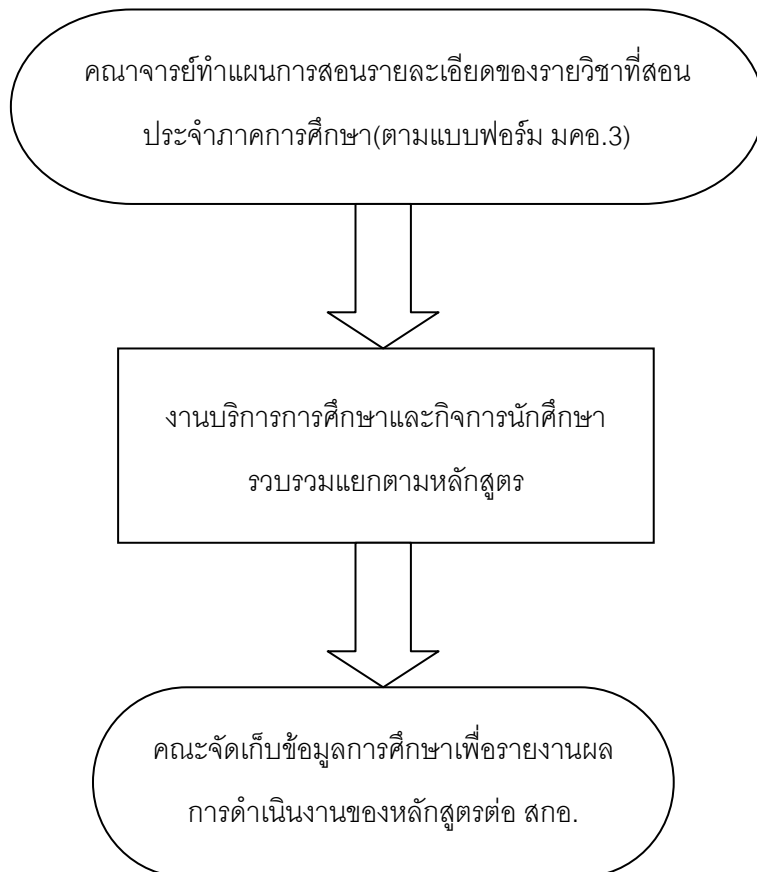 คณาจารย์ทำแผนการสอนรายละเอียดของรายวิชาที่สอน
ประจำภาคการศึกษา(ตามแบบฟอร์ม มคอ.3)
งานบริการการศึกษาและกิจการนักศึกษา
รวบรวมแยกตามหลักสูตร
คณะจัดเก็บข้อมูลการศึกษาเพื่อรายงานผล
การดำเนินงานของหลักสูตรต่อ สกอ.